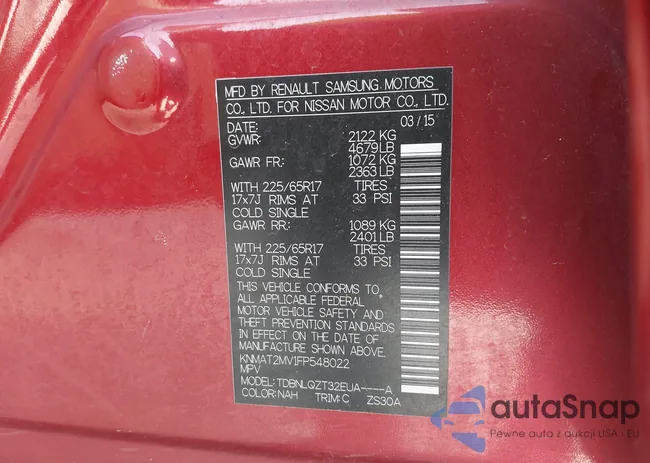 MFD BY RENAULT SAMSUNG MOTORS
CO., LTD. FOR NISSAN MOTOR CO., LTD.
DATE: 03 / 15
GVWR: 2122 KG
4679 LB
GAWR FR: 1072 KG
2363 LB
WITH 225/65R17 TIRES
17x7J RIMS AT 33 PSI
COLD SINGLE
GAWR RR: 1089 KG
2401 LB
WITH 225/65R17 TIRES
17x7J RIMS AT 33 PSI
COLD SINGLE
THIS VEHICLE CONFORMS TO
ALL APPLICABLE FEDERAL
MOTOR VEHICLE SAFETY AND
THEFT PREVENTION STANDARDS
IN EFFECT ON THE DATE OF
MANUFACTURE SHOWN ABOVE.
KNMAT2MV1FP548022
MPV
MODEL: TDBNLQZT32EUA----A
COLOR: NAH TRIM: C ZS30A
autoSnap
Pewne auta z aukcji USA i EU